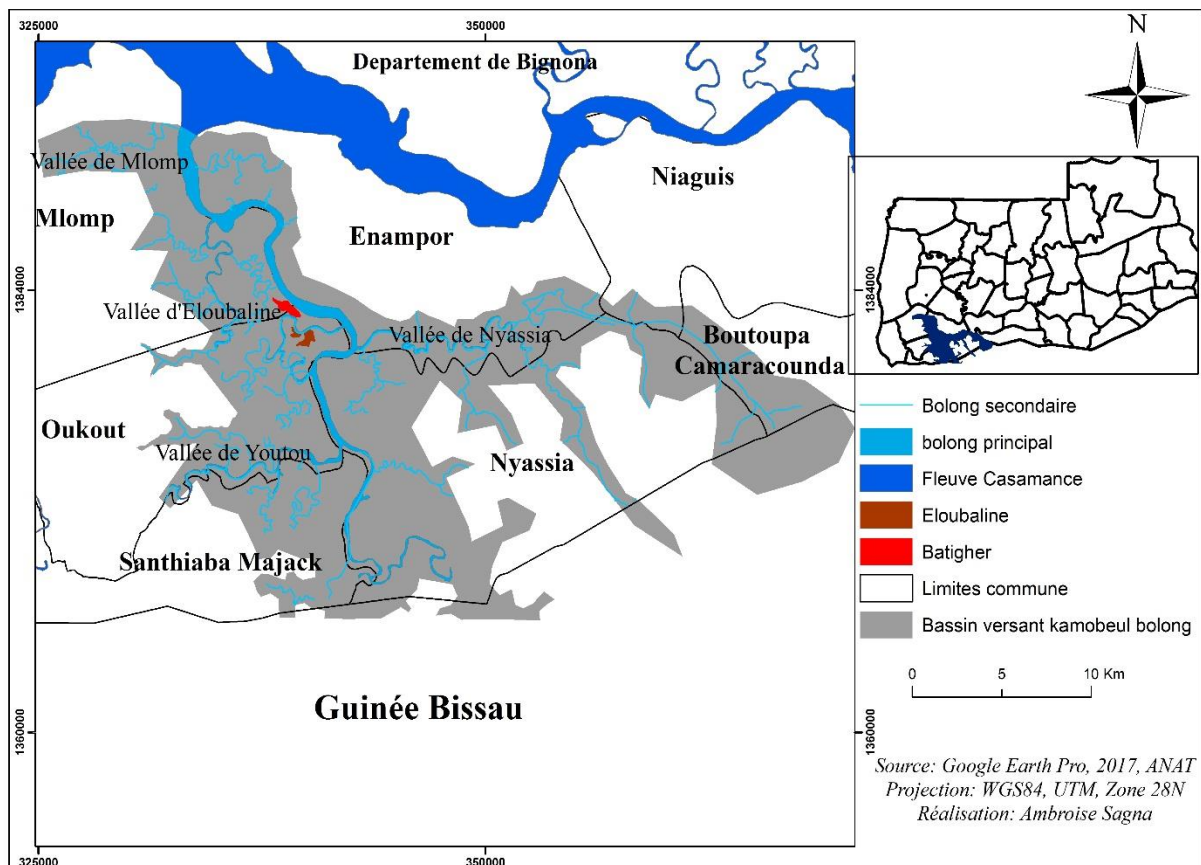 325000
350000
N
Departement de Bignona
Vallée de Mlomp
Niaguis
Mlomp
Enampor
1384000
1384000
Vallée d'Eloubaline
Vallée de Nyassia
Boutoupa
Camaracounda
Oukout
Vallée de Youtou
Nyassia
Santhiaba Majack
Guinée Bissau
1360000
1360000
325000
350000
Bolong secondaire
bolong principal
Fleuve Casamance
Eloubaline
Batigher
Limites commune
Bassin versant kamobeul bolong
0 5 10 Km
Source: Google Earth Pro, 2017, ANAT
Projection: WGS84, UTM, Zone 28N
Réalisation: Ambroise Sagna